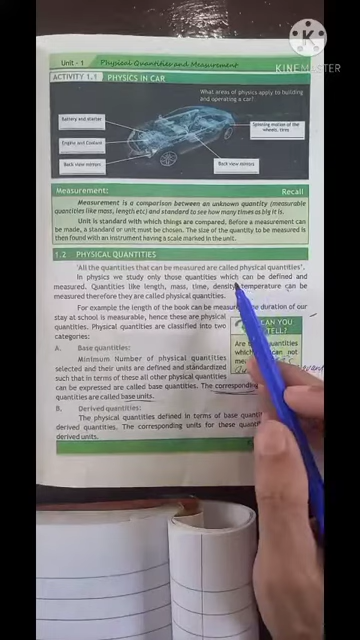 KINEMASTER
Unit - 1 Physical Quantities and Measurement
ACTIVITY 1.1 PHYSICS IN CAR
What areas of physics apply to building
and operating a car?
Battery and starter
Spinning motion of the
wheels, tires
Engine and Coolant
Back view mirrors
Back view mirrors
Measurement: Recall
Measurement is a comparison between an unknown quantity (measurable
quantities like mass, length etc) and standard to see how many times as big it is.
Unit is standard with which things are compared. Before a measurement can
be made, a standard or unit must be chosen. The size of the quantity to be measured
is then found with an instrument having a scale marked in the unit.
1.2 PHYSICAL QUANTITIES
'All the quantities that can be measured are called physical quantities'.
In physics we study only those quantities which can be defined and
measured. Quantities like length, mass, time, density, temperature can be
measured therefore they are called physical quantities.
For example the length of the book can be measured, the duration of our
stay at school is measurable, hence these are physical
quantities. Physical quantities are classified into two
categories:
CAN YOU
TELL?
Are
quantities
which can not
A. Base quantities:
Minimum Number of physical quantities
selected and their units are defined and standardized
such that in terms of these all other physical quantities
can be expressed are called base quantities. The corresponding
quantities are called base units.
B. Derived quantities:
The physical quantities defined in terms of base
derived quantities. The corresponding units for these
derived units.